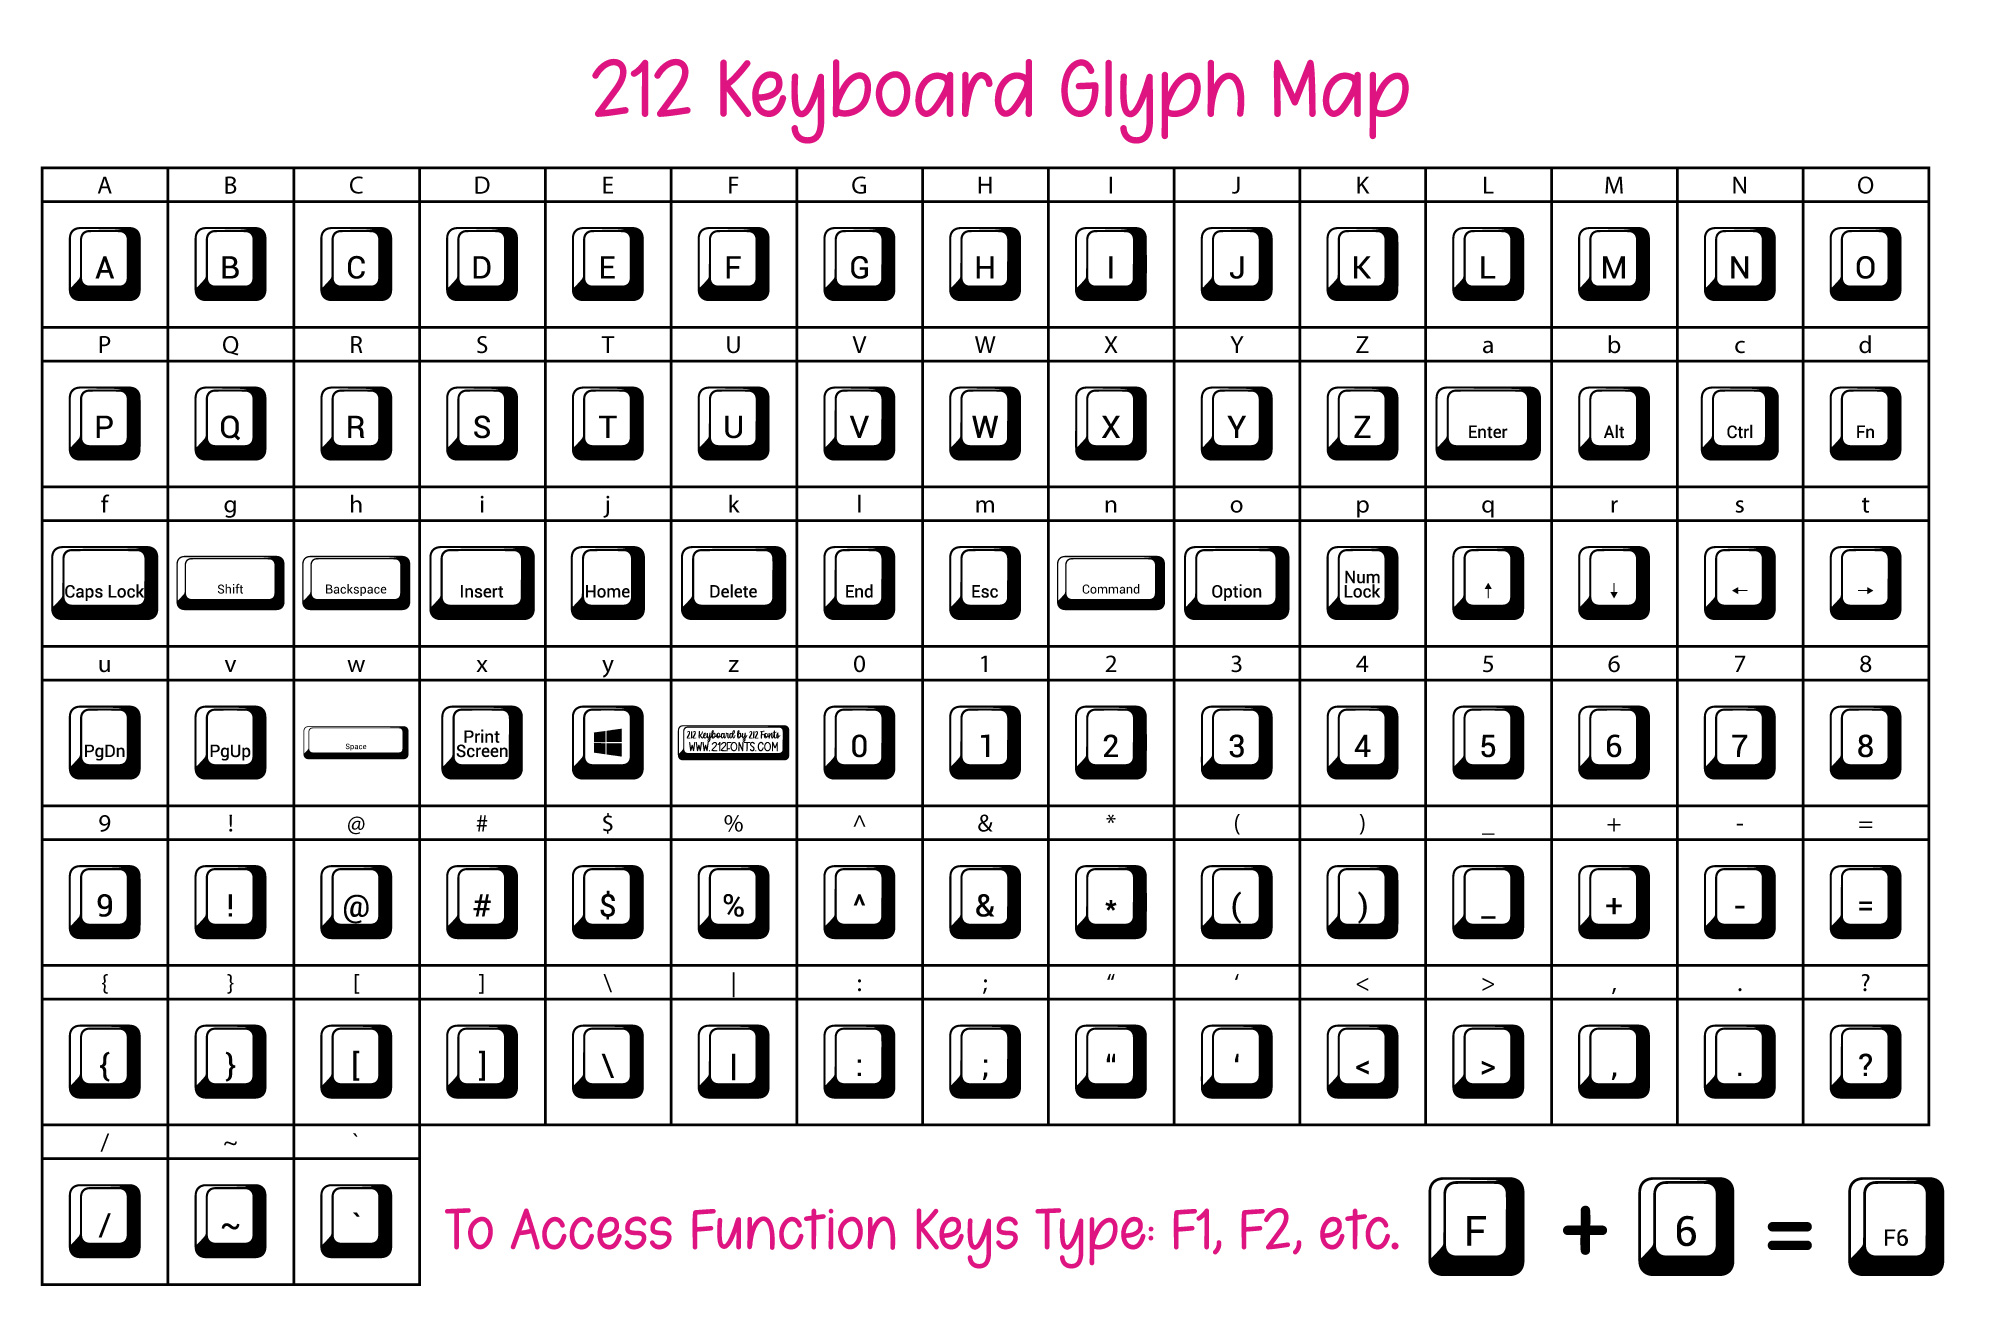 212 Keyboard Glyph Map
A B C D E F G H I J K L M N O
A B C D E F G H I J K L M N O
P Q R S T U V W X Y Z a b c d
P Q R S T U V W X Y Z Enter Alt Ctrl Fn
f g h i j k l m n o p q r s t
Caps Lock Shift Backspace Insert Home Delete End Esc Command Option Num Lock ↑ ↓ ← →
u v w x y z 0 1 2 3 4 5 6 7 8
PgDn PgUp Space Print Screen 212 Keyboard by 212 Fonts WWW.212FONTS.COM 0 1 2 3 4 5 6 7 8
9 ! @ # $ % ^ & * ( ) _ + - =
9 ! @ # $ % ^ & * ( ) _ + - =
{ } [ ] \ | : ; “ ‘ < > , . ?
{ } [ ] \ | : ; “ ‘ < > , . ?
/ ~ `
/ ~ `
To Access Function Keys Type: F1, F2, etc. F + 6 = F6